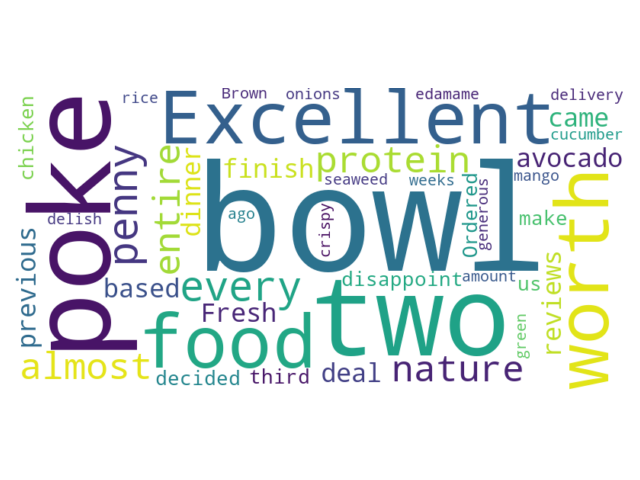 rice Brown onions edamame delivery
chicken poke Excellent came
cucumber
penny entire dinner finish protein avocado
seaweed weeks mango
bowl worth
delish ago crispy Ordered generous make
previous based every disappoint amount us reviews
Fresh two green
food
almost decided third deal nature